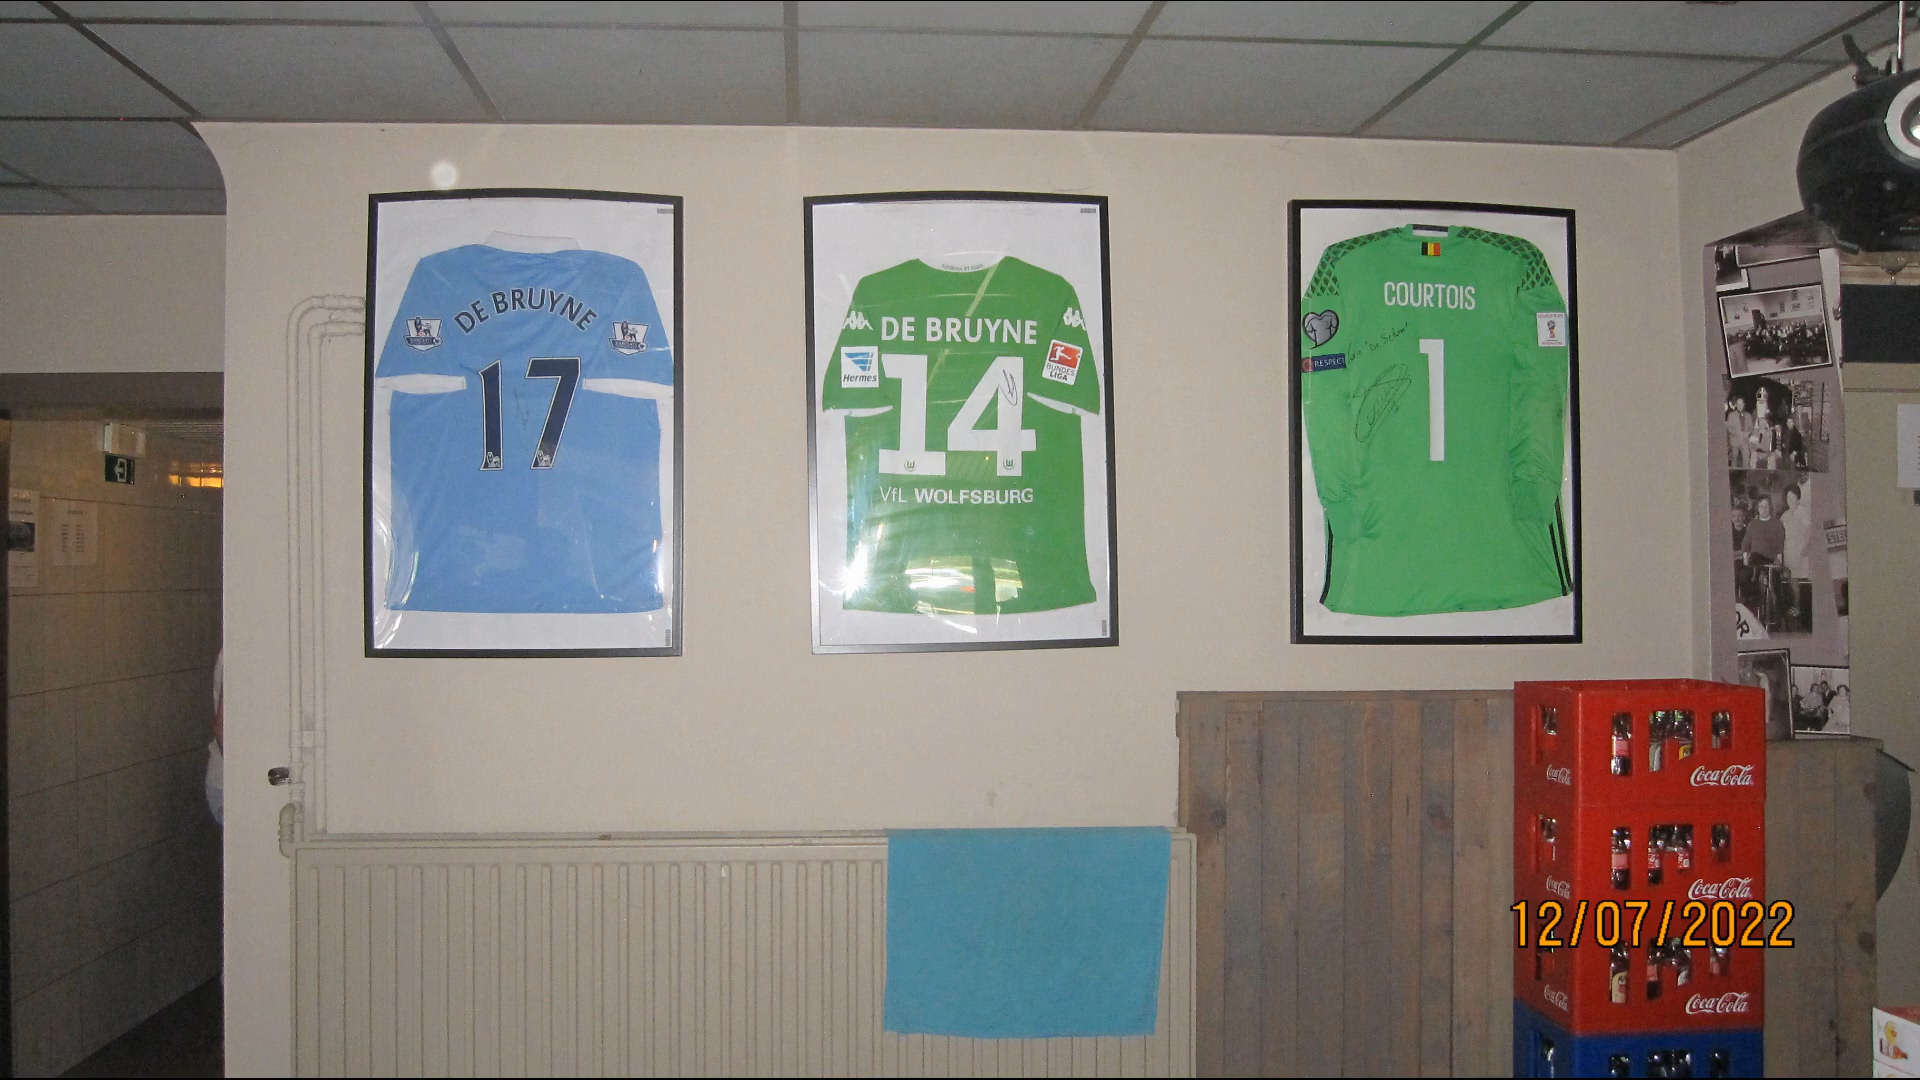 DE BRUYNE
17
DE BRUYNE
Hermes
BUNDES
LIGA
14
VfL WOLFSBURG
COURTOIS
RESPECT
1
Coca-Cola
Coca-Cola
Coca-Cola
Coca-Cola
Coca-Cola
Coca-Cola
12/07/2022